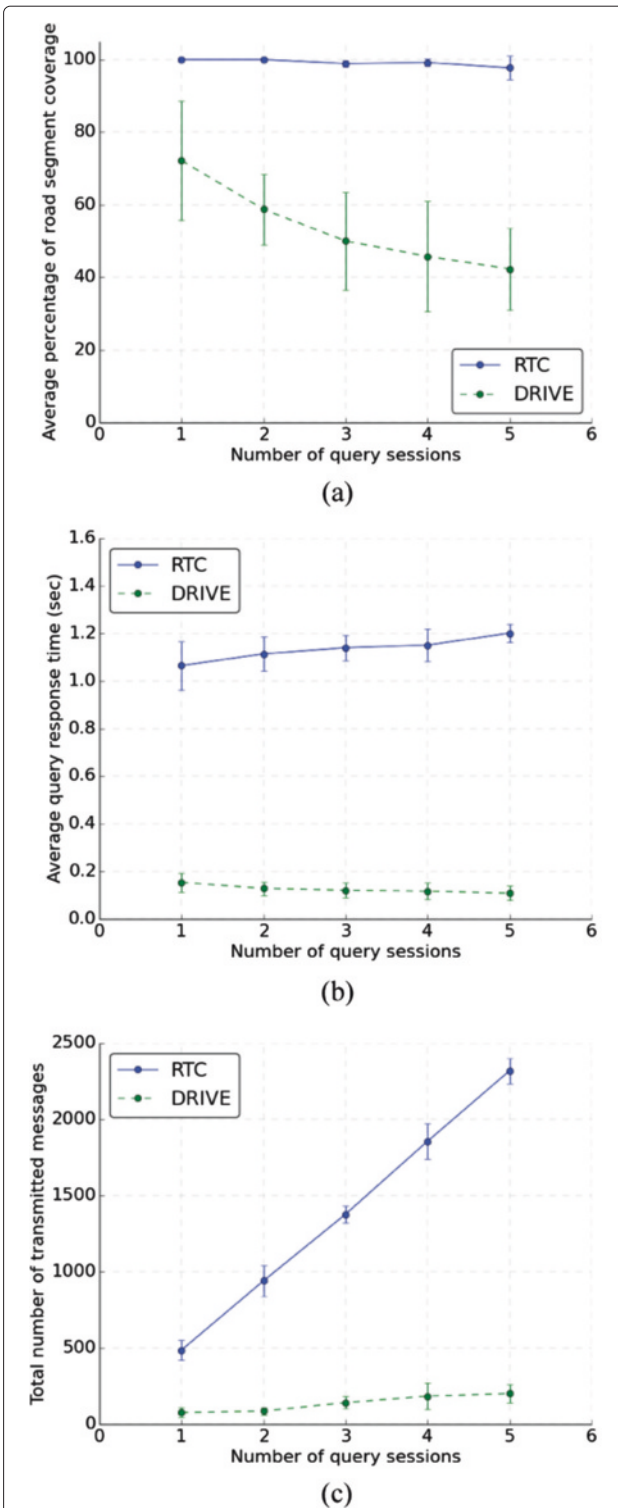 Average percentage of road segment coverage
100
80
60
40
20
0
RTC
DRIVE
0 1 2 3 4 5 6
Number of query sessions
(a)
Average query response time (sec)
1.6
1.4
1.2
1.0
0.8
0.6
0.4
0.2
0.0
RTC
DRIVE
0 1 2 3 4 5 6
Number of query sessions
(b)
Total number of transmitted messages
2500
2000
1500
1000
500
0
RTC
DRIVE
0 1 2 3 4 5 6
Number of query sessions
(c)